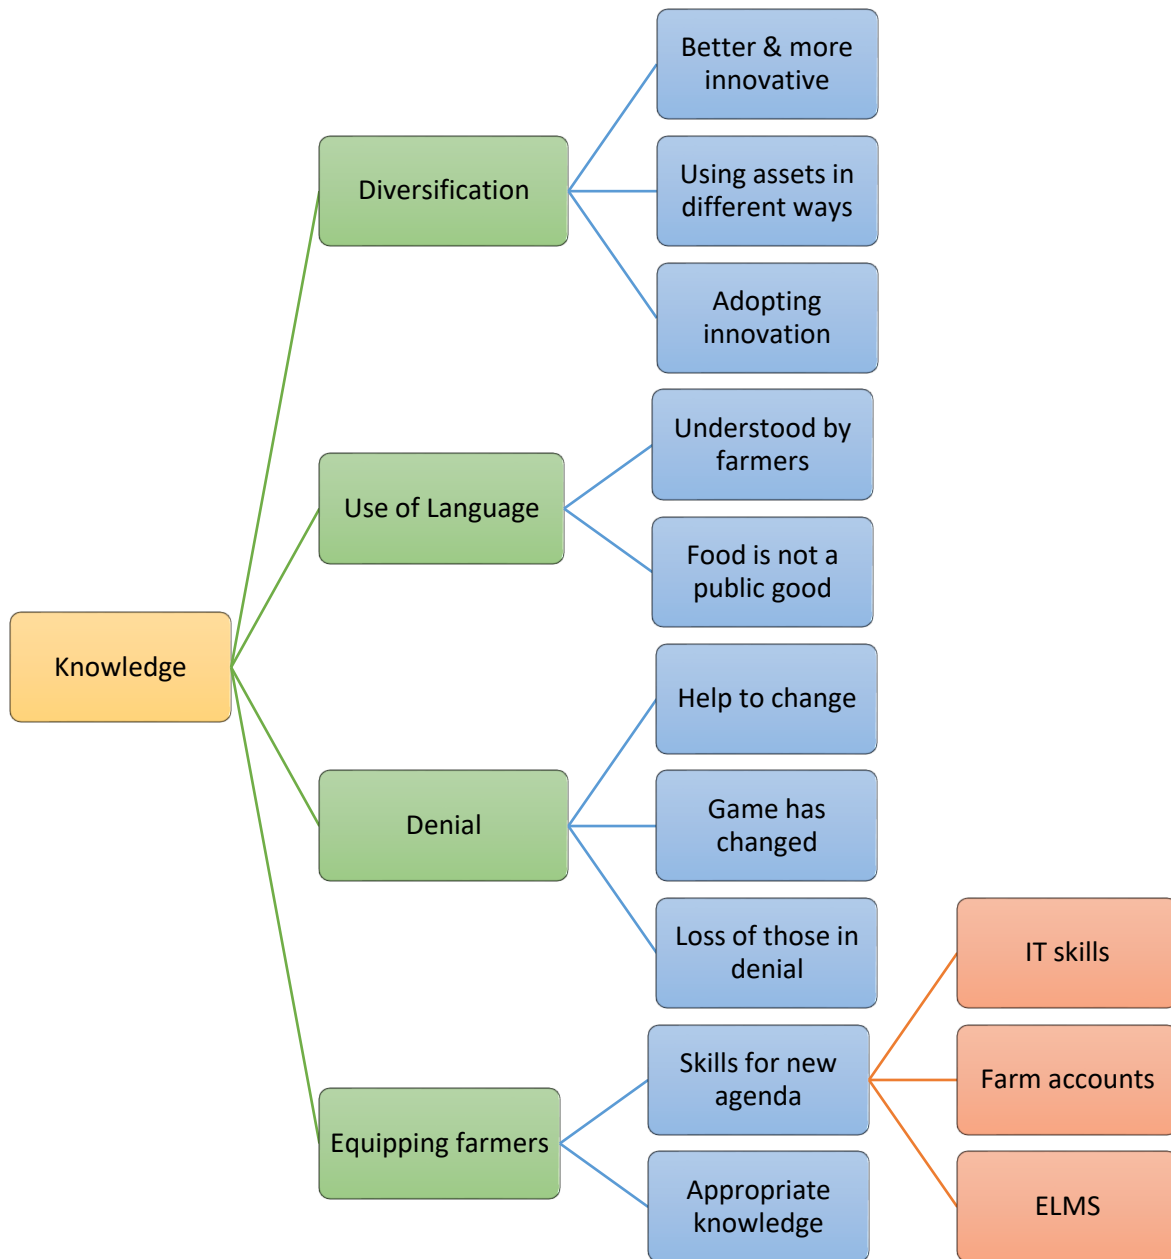 Better & more
innovative
Diversification
Using assets in
different ways
Adopting
innovation
Understood by
farmers
Use of Language
Food is not a
public good
Knowledge
Help to change
Denial
Game has
changed
Loss of those in
denial
IT skills
Skills for new
agenda
Farm accounts
Equipping farmers
Appropriate
knowledge
ELMS